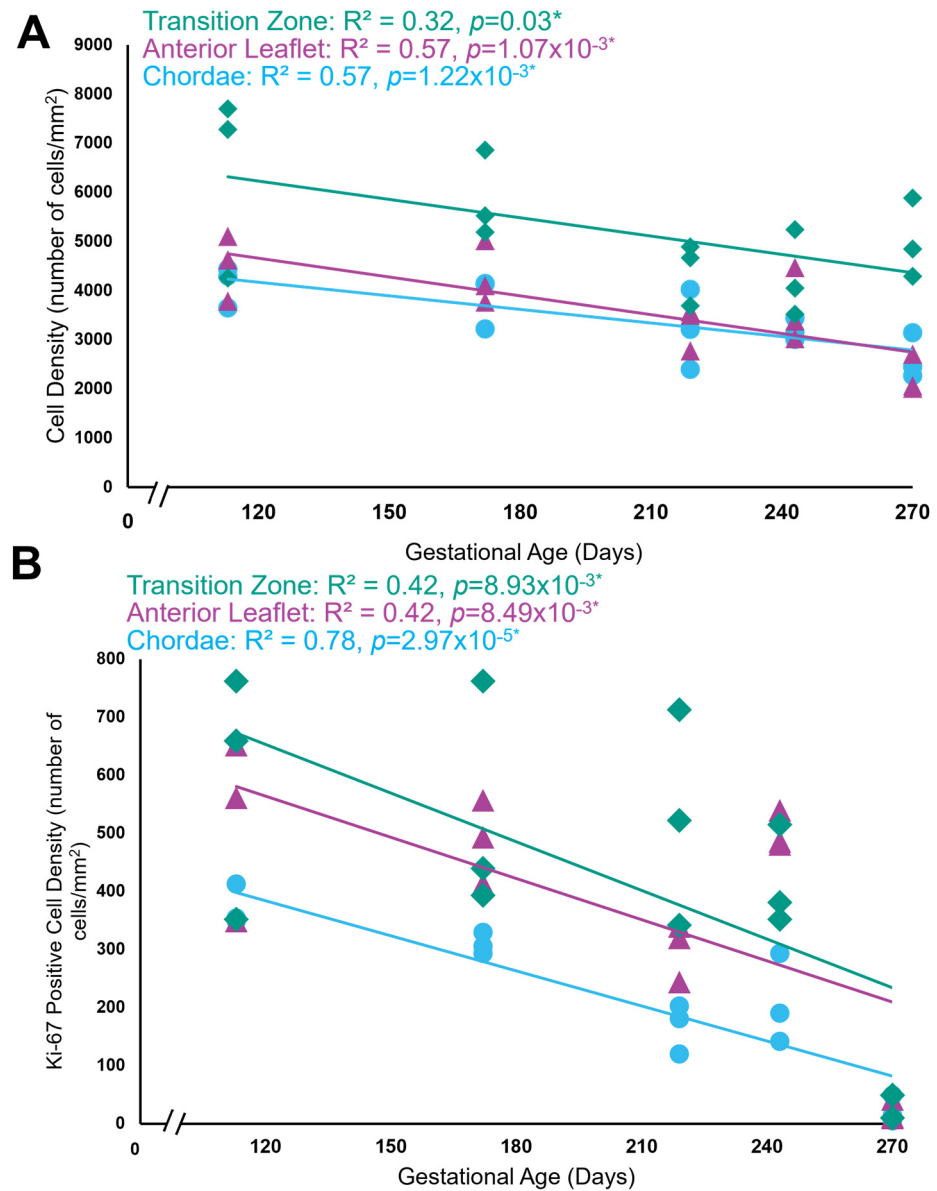 A
Transition Zone: R² = 0.32, p=0.03*
Anterior Leaflet: R² = 0.57, p=1.07x10⁻³*
Chordae: R² = 0.57, p=1.22x10⁻³*
Cell Density (number of cells/mm²)
9000
8000
7000
6000
5000
4000
3000
2000
1000
0
0 120 150 180 210 240 270
Gestational Age (Days)
B
Transition Zone: R² = 0.42, p=8.93x10⁻³*
Anterior Leaflet: R² = 0.42, p=8.49x10⁻³*
Chordae: R² = 0.78, p=2.97x10⁻⁵*
Ki-67 Positive Cell Density (number of
cells/mm²)
800
700
600
500
400
300
200
100
0
0 120 150 180 210 240 270
Gestational Age (Days)